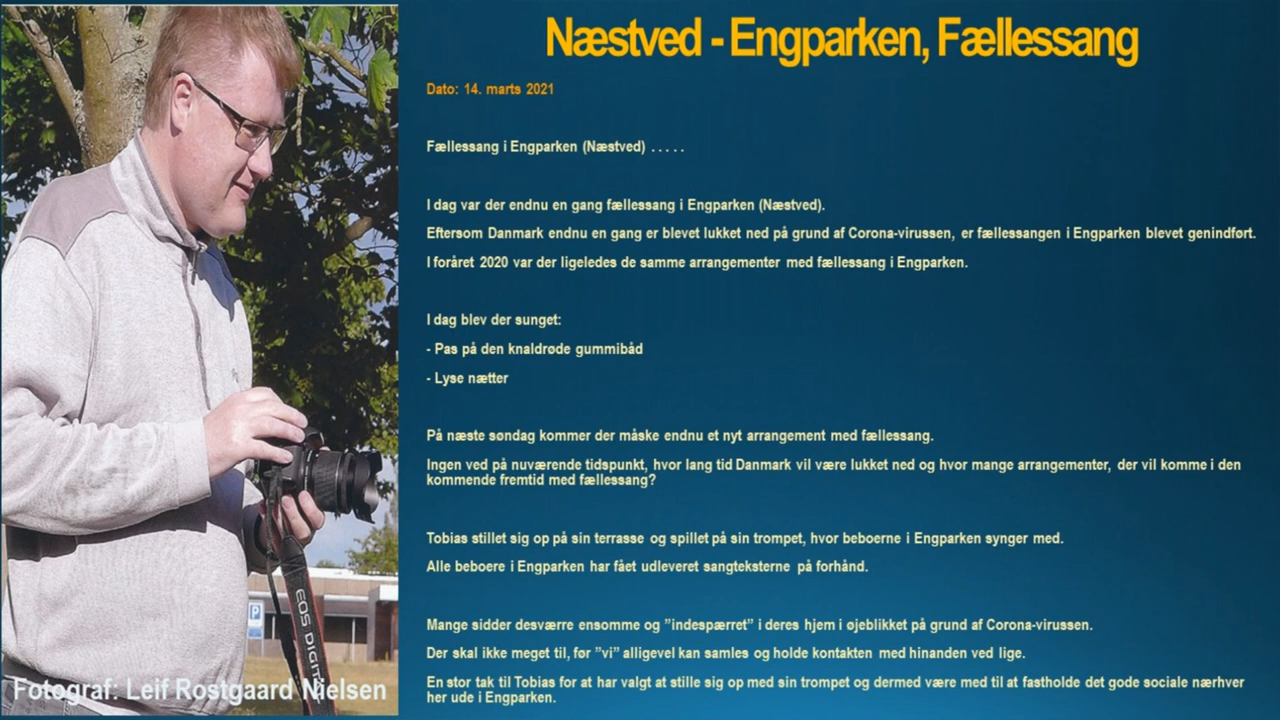 Næstved - Engparken, Fællessang
Dato: 14. marts 2021
Fællessang i Engparken (Næstved) . . . . .
I dag var der endnu en gang fællessang i Engparken (Næstved).
Eftersom Danmark endnu en gang er blevet lukket ned på grund af Corona-virussen, er fællessangen i Engparken blevet genindført.
I foråret 2020 var der ligeledes de samme arrangementer med fællessang i Engparken.
I dag blev der sunget:
- Pas på den knaldrøde gummibåd
- Lyse nætter
På næste søndag kommer der måske endnu et nyt arrangement med fællessang.
Ingen ved på nuværende tidspunkt, hvor lang tid Danmark vil være lukket ned og hvor mange arrangementer, der vil komme i den
kommende fremtid med fællessang?
Tobias stillet sig op på sin terrasse og spillet på sin trompet, hvor beboerne i Engparken synger med.
Alle beboere i Engparken har fået udleveret sangteksterne på forhånd.
Mange sidder desværre ensomme og ”indespærret” i deres hjem i øjeblikket på grund af Corona-virussen.
Der skal ikke meget til, før ”vi” alligevel kan samles og holde kontakten med hinanden ved lige.
En stor tak til Tobias for at har valgt at stille sig op med sin trompet og dermed være med til at fastholde det gode sociale nærhver
her ude i Engparken.
P
EOS DIGITAL
Fotograf: Leif Rostgaard Nielsen